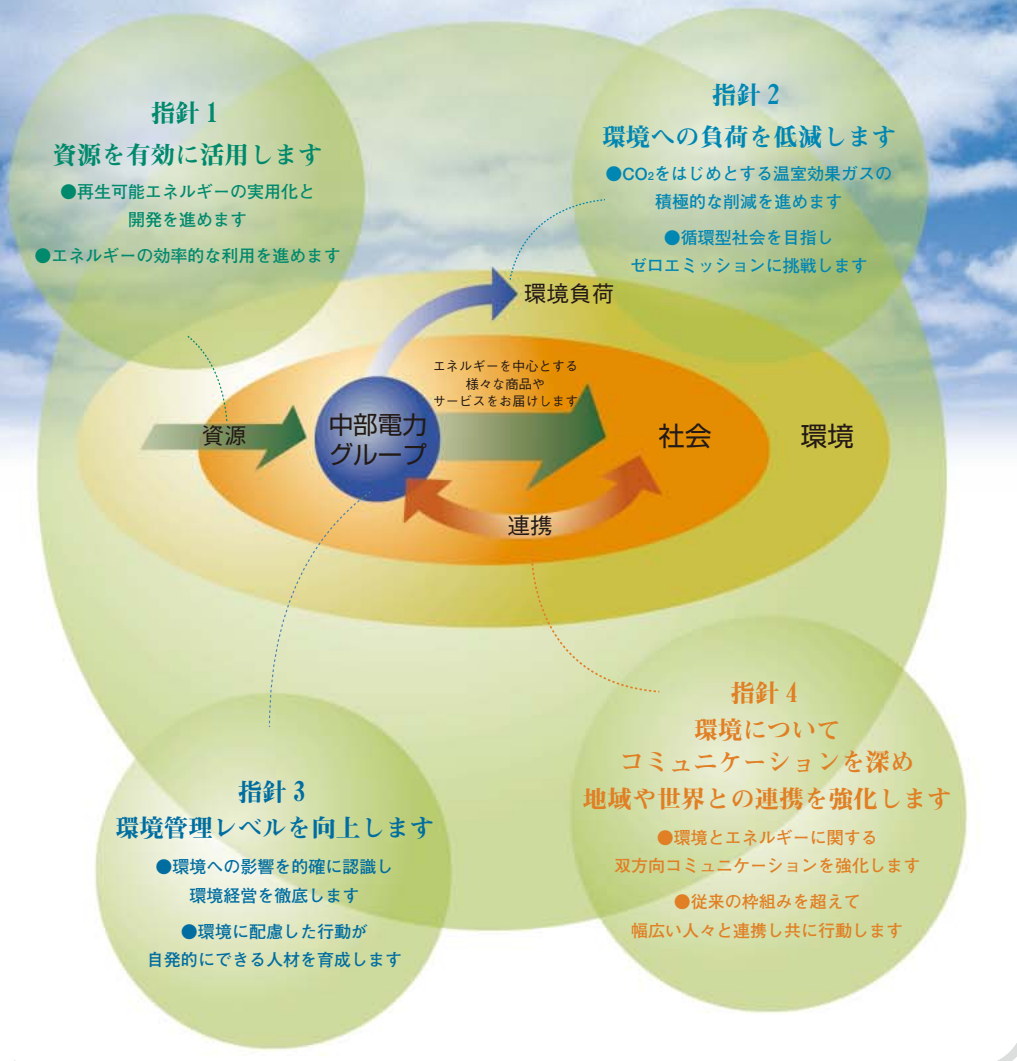 指針1
資源を有効に活用します
●再生可能エネルギーの実用化と
開発を進めます
●エネルギーの効率的な利用を進めます
指針2
環境への負荷を低減します
●CO₂をはじめとする温室効果ガスの
積極的な削減を進めます
●循環型社会を目指し
ゼロエミッションに挑戦します
環境負荷
エネルギーを中心とする
様々な商品や
サービスをお届けします
資源
中部電力
グループ
社会
環境
連携
指針3
環境管理レベルを向上します
●環境への影響を的確に認識し
環境経営を徹底します
●環境に配慮した行動が
自発的にできる人材を育成します
指針4
環境について
コミュニケーションを深め
地域や世界との連携を強化します
●環境とエネルギーに関する
双方向コミュニケーションを強化します
●従来の枠組みを超えて
幅広い人々と連携し共に行動します